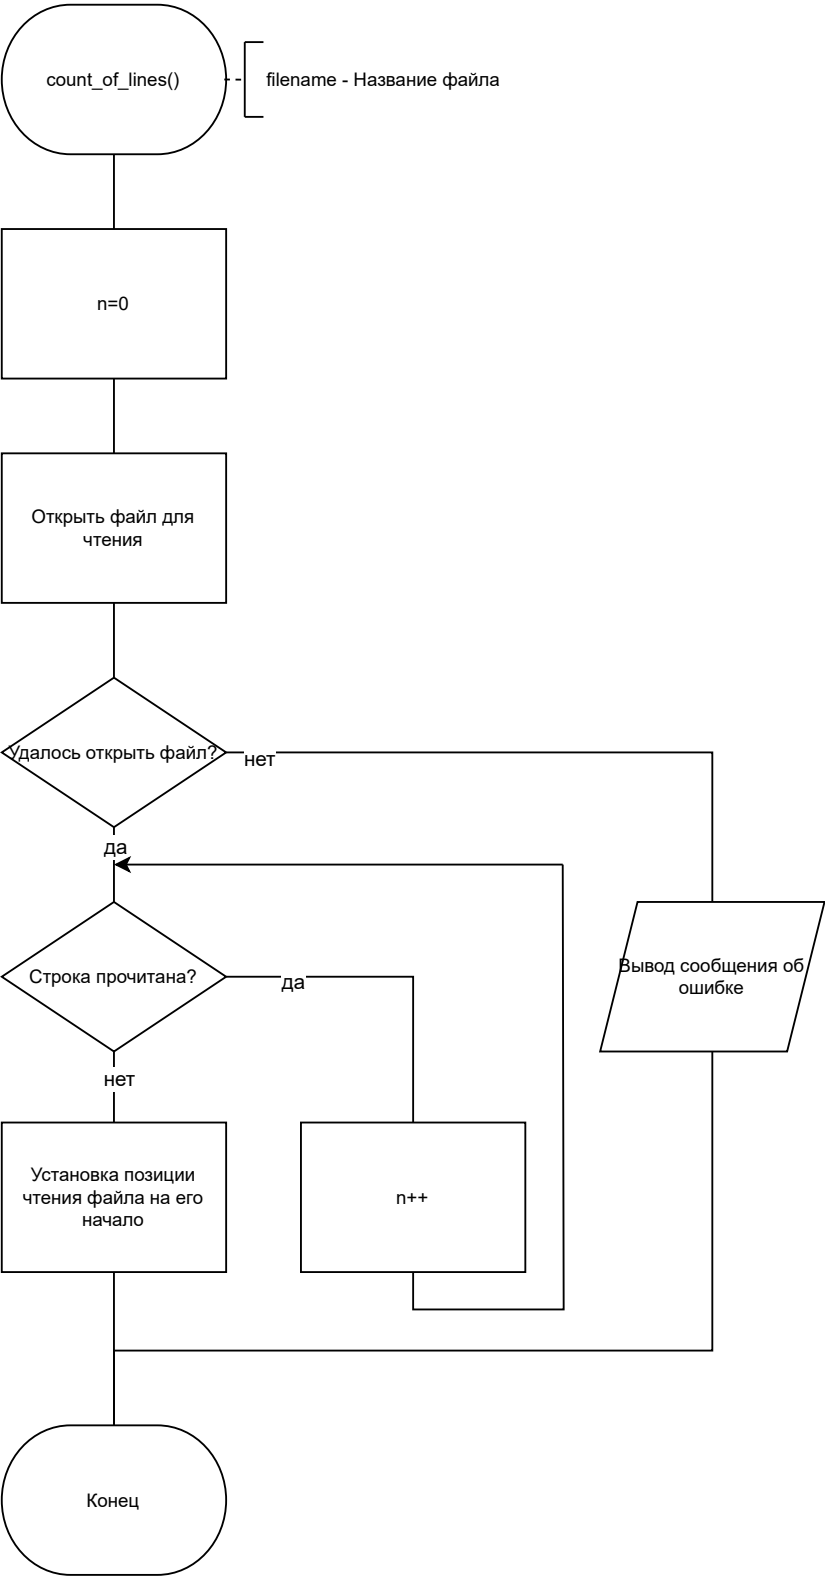 count_of_lines()
filename - Название файла
n=0
Открыть файл для
чтения
Удалось открыть файл?
нет
да
Строка прочитана?
да
Вывод сообщения об
ошибке
нет
Установка позиции
чтения файла на его
начало
n++
Конец